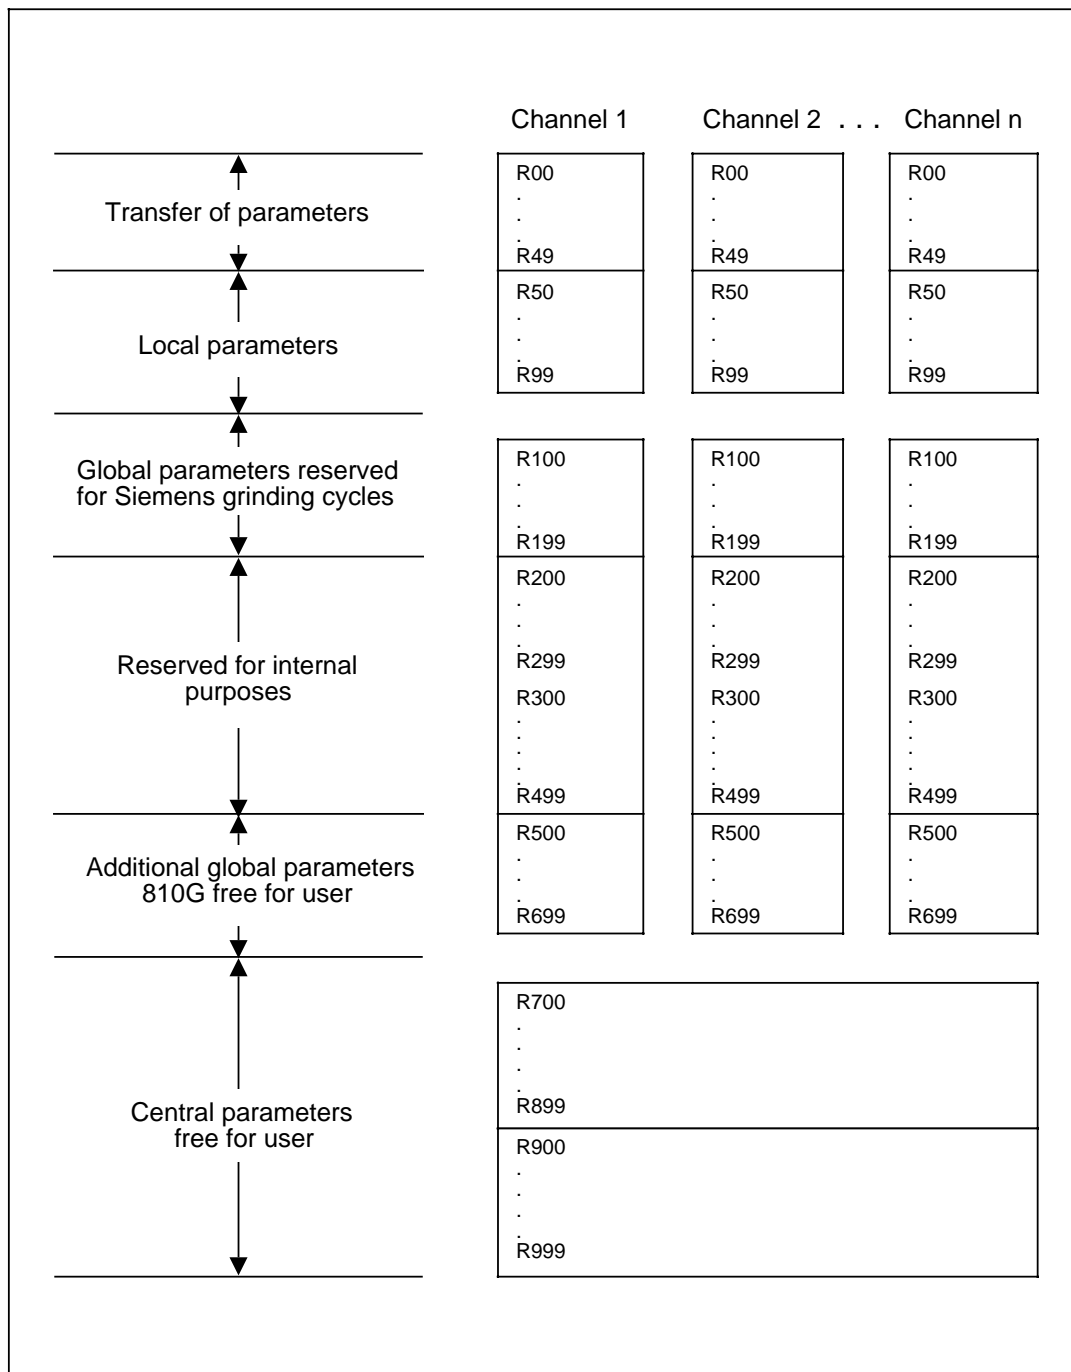 Channel 1 Channel 2 . . . Channel n
Transfer of parameters
R00 R00 R00
. . .
. . .
. . .
R49 R49 R49
Local parameters
R50 R50 R50
. . .
. . .
. . .
R99 R99 R99
Global parameters reserved
for Siemens grinding cycles
R100 R100 R100
. . .
. . .
. . .
R199 R199 R199
Reserved for internal
purposes
R200 R200 R200
. . .
. . .
. . .
R299 R299 R299
R300 R300 R300
. . .
. . .
. . .
. . .
. . .
R499 R499 R499
Additional global parameters
810G free for user
R500 R500 R500
. . .
. . .
. . .
R699 R699 R699
Central parameters
free for user
R700
.
.
.
.
R899
R900
.
.
.
.
R999